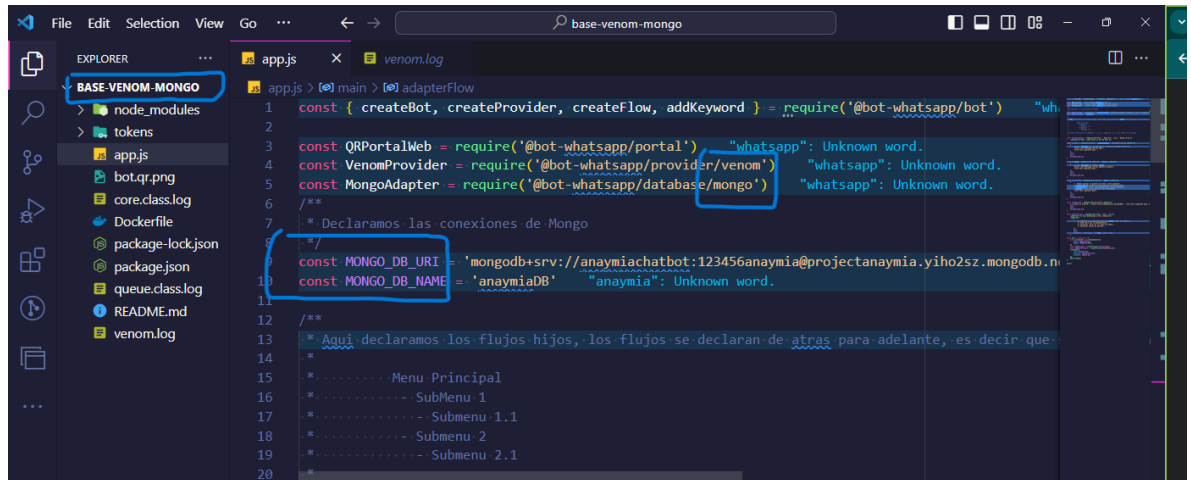 File Edit Selection View Go ··· base-venom-mongo
EXPLORER ···
BASE-VENOM-MONGO
node_modules
tokens
JS app.js
bot.qr.png
core.class.log
Dockerfile
package-lock.json
package.json
queue.class.log
README.md
venom.log
JS app.js venom.log
JS app.js > main > adapterFlow
1 const { createBot, createProvider, createFlow, addKeyword } = require('@bot-whatsapp/bot') "wh
2
3 const QRPortalWeb = require('@bot-whatsapp/portal') "whatsapp": Unknown word.
4 const VenomProvider = require('@bot-whatsapp/provider/venom') "whatsapp": Unknown word.
5 const MongoAdapter = require('@bot-whatsapp/database/mongo') "whatsapp": Unknown word.
6 /**
7 * Declaramos las conexiones de Mongo
8 */
9 const MONGO_DB_URI = 'mongodb+srv://anaymiachatbot:123456anaymia@projectanaymia.yiho2sz.mongodb.ne
10 const MONGO_DB_NAME = 'anaymiaDB' "anaymia": Unknown word.
11
12 /**
13 * Aqui declaramos los flujos hijos, los flujos se declaran de atras para adelante, es decir que
14 *
15 * Menu Principal
16 * - SubMenu 1
17 * - Submenu 1.1
18 * - Submenu 2
19 * - Submenu 2.1
20 *